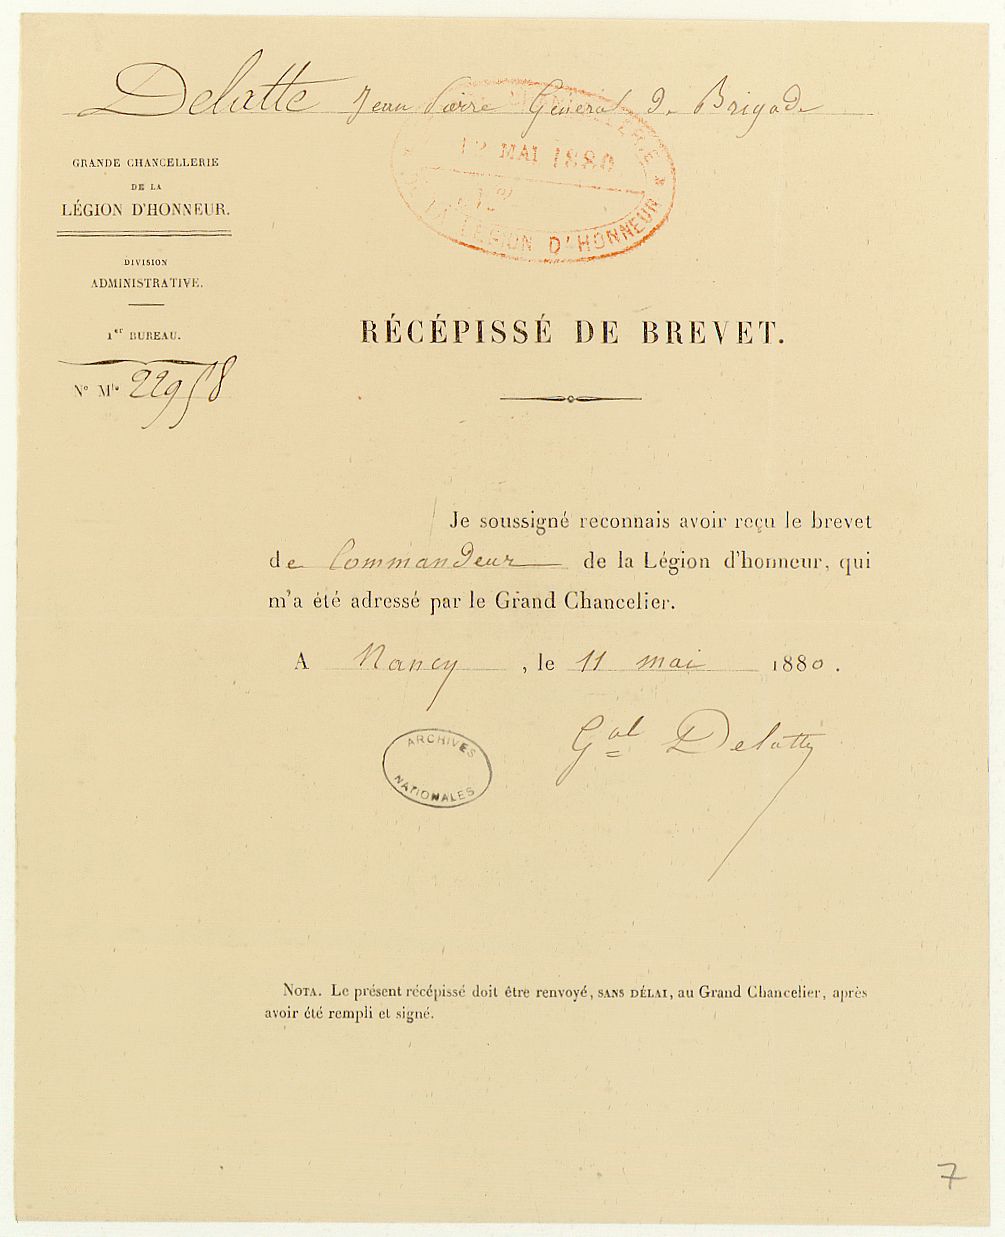 Delatte Jean Pierre Général de Brigade
GRANDE CHANCELLERIE
DE LA
LÉGION D'HONNEUR.
DIVISION
ADMINISTRATIVE.
1er BUREAU.
N° Mle 22958
12 MAI 1880
LA LÉGION D'HONNEUR
RÉCÉPISSÉ DE BREVET.
Je soussigné reconnais avoir reçu le brevet
de Commandeur de la Légion d'honneur, qui
m'a été adressé par le Grand Chancelier.
A Nancy, le 11 mai 1880.
Gal Delatte
ARCHIVES
NATIONALES
NOTA. Le présent récépissé doit être renvoyé, SANS DÉLAI, au Grand Chancelier, après
avoir été rempli et signé.
7